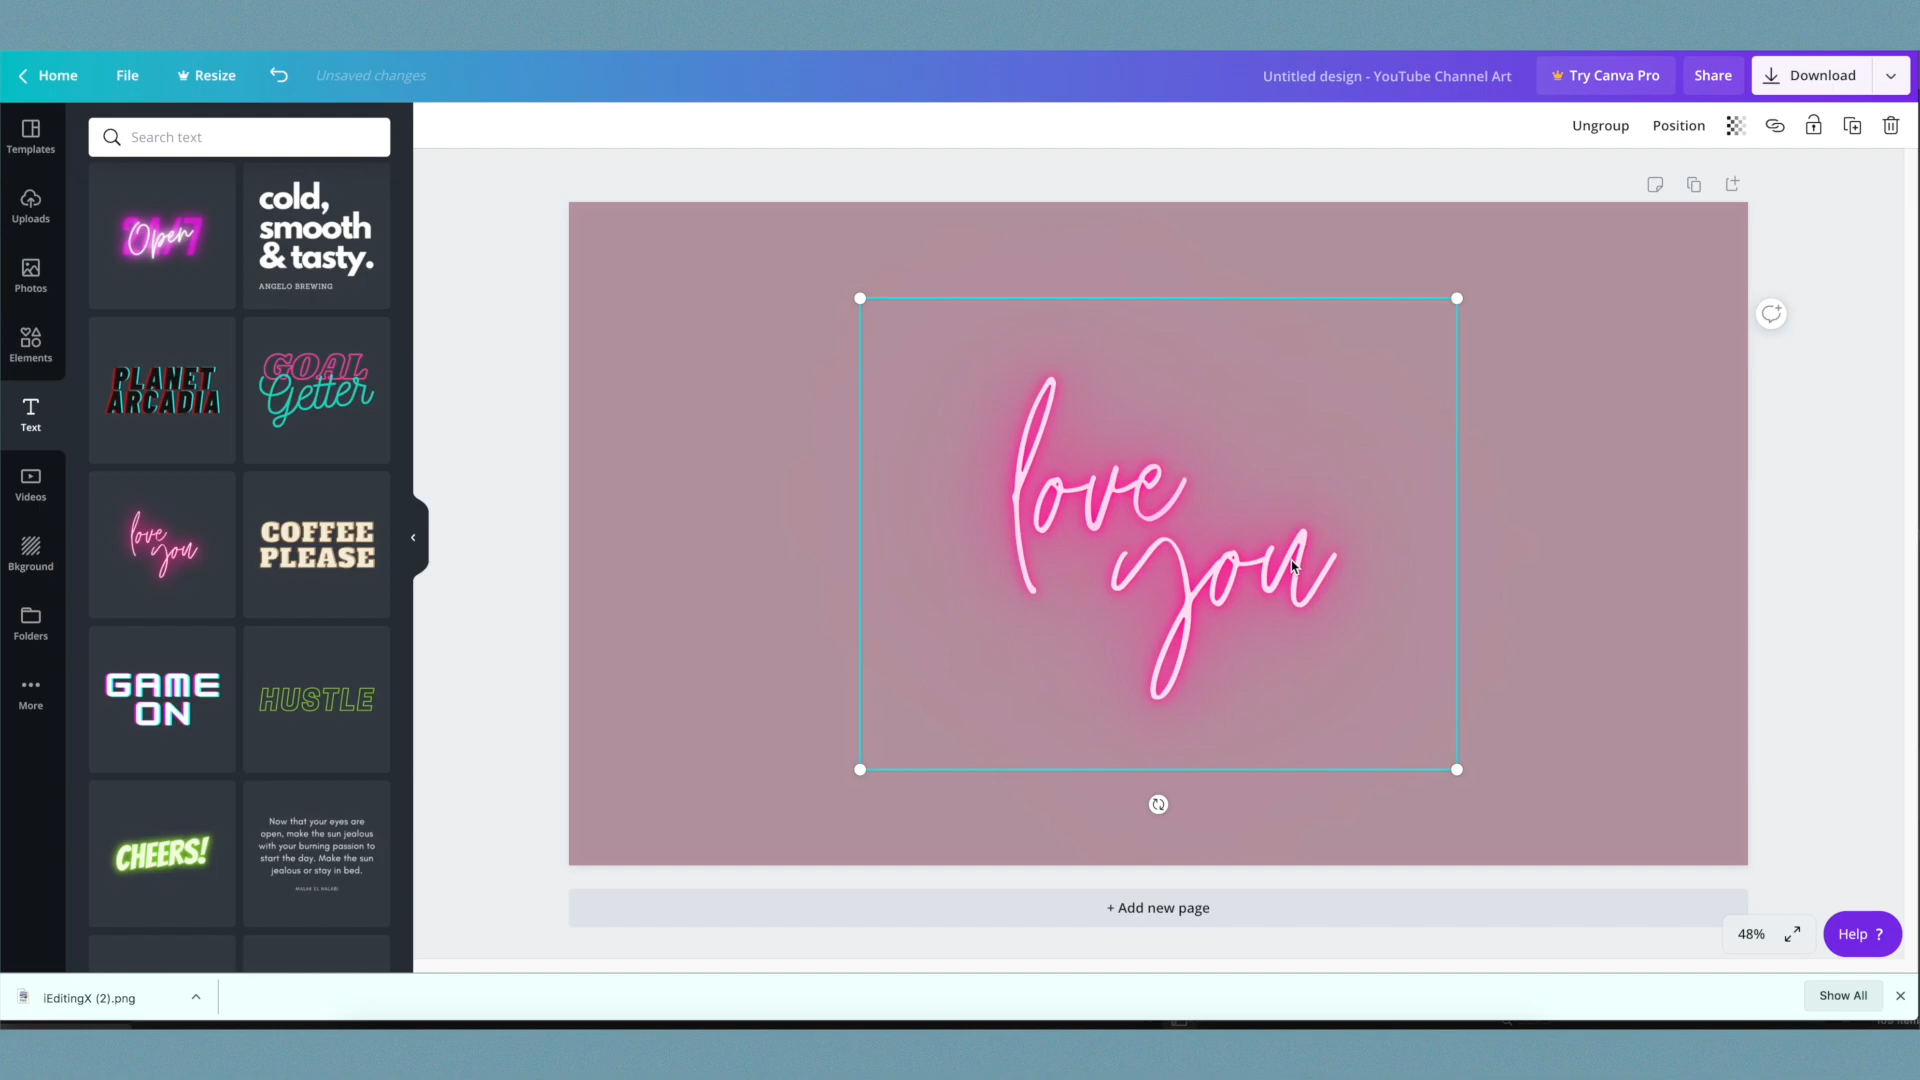 Home File Resize Unsaved changes Untitled design - YouTube Channel Art Try Canva Pro Share Download
Ungroup Position
Templates
Uploads
Photos
Elements
Text
Videos
Bkground
Folders
More
Search text
Open
cold,
smooth
& tasty.
ANGELO BREWING
PLANET
ARCADIA
GOAL
Getter
love
you
COFFEE
PLEASE
GAME
ON
HUSTLE
CHEERS!
Now that your eyes are
open, make the sun jealous
with your burning passion to
start the day. Make the sun
jealous or stay in bed.
MALAK EL HALABI
love
you
+ Add new page
48%
Help ?
iEditingX (2).png
Show All